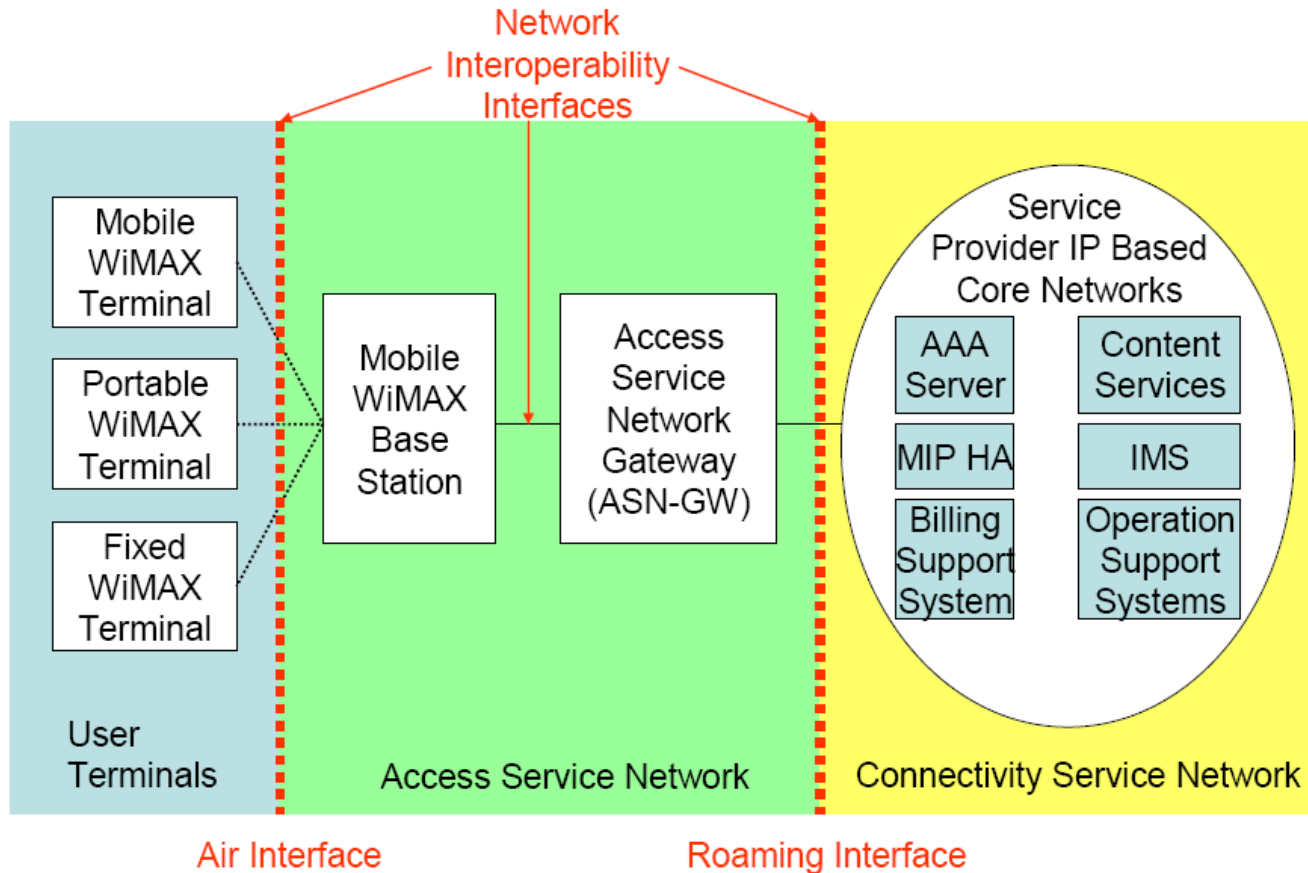 Network
Interoperability
Interfaces
Mobile
WiMAX
Terminal
Portable
WiMAX
Terminal
Fixed
WiMAX
Terminal
User
Terminals
Mobile
WiMAX
Base
Station
Access
Service
Network
Gateway
(ASN-GW)
Access Service Network
Service
Provider IP Based
Core Networks
AAA
Server
Content
Services
MIP HA
IMS
Billing
Support
System
Operation
Support
Systems
Connectivity Service Network
Air Interface
Roaming Interface